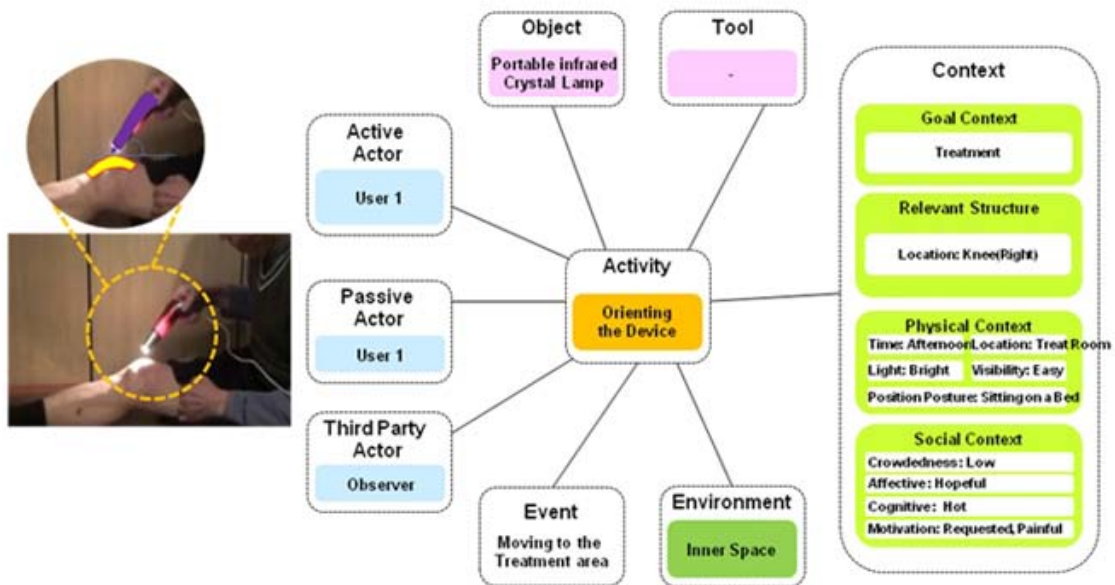 Object
Portable infrared
Crystal Lamp
Tool
-
Active
Actor
User 1
Passive
Actor
User 1
Third Party
Actor
Observer
Activity
Orienting
the Device
Event
Moving to the
Treatment area
Environment
Inner Space
Context
Goal Context
Treatment
Relevant Structure
Location: Knee(Right)
Physical Context
Time: Afternoon Location: Treat Room
Light: Bright Visibility: Easy
Position Posture: Sitting on a Bed
Social Context
Crowdedness: Low
Affective: Hopeful
Cognitive: Hot
Motivation: Requested, Painful